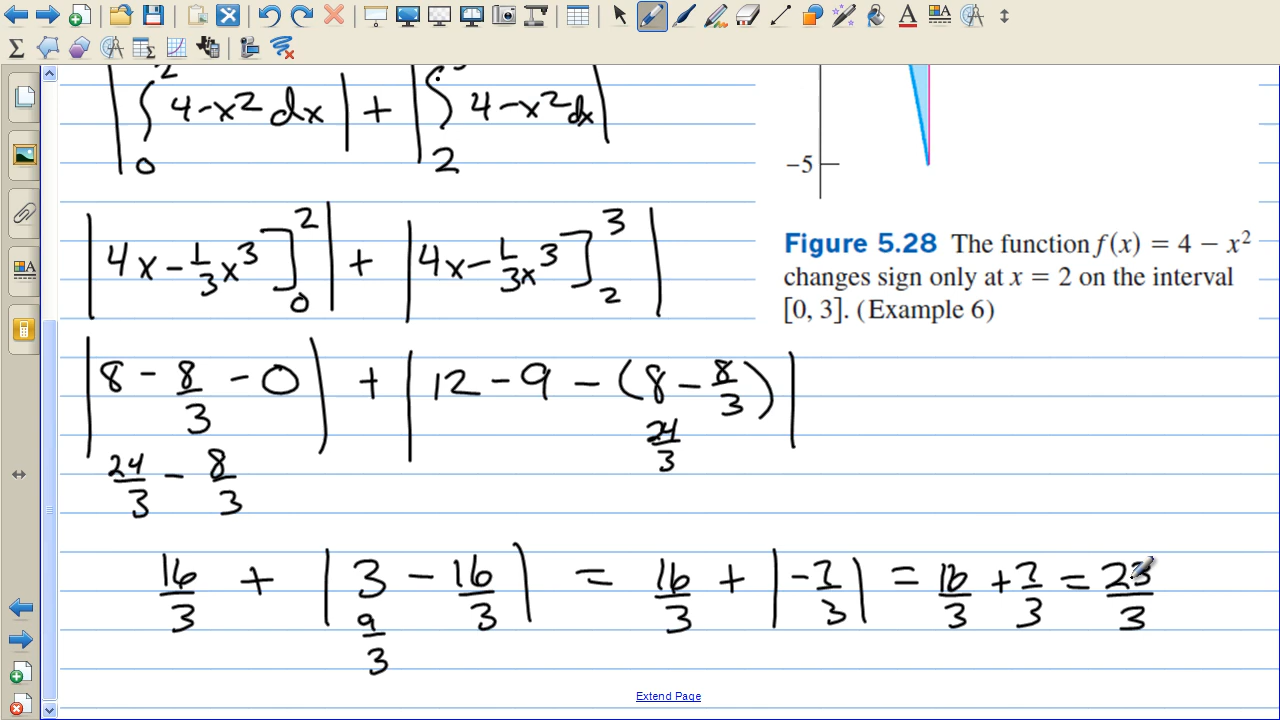 |∫₀² 4-x² dx| + |∫₂ 4-x² dx|
-5
|4x - 1/3 x³]₀²| + |4x - 1/3 x³]₂³|
Figure 5.28 The function f(x) = 4 − x²
changes sign only at x = 2 on the interval
[0, 3]. (Example 6)
|8 - 8/3 - 0| + |12 - 9 - (8 - 8/3)|
24/3
24/3 - 8/3
16/3 + |3 - 16/3| = 16/3 + |-7/3| = 16/3 + 7/3 = 23/3
9/3
Extend Page